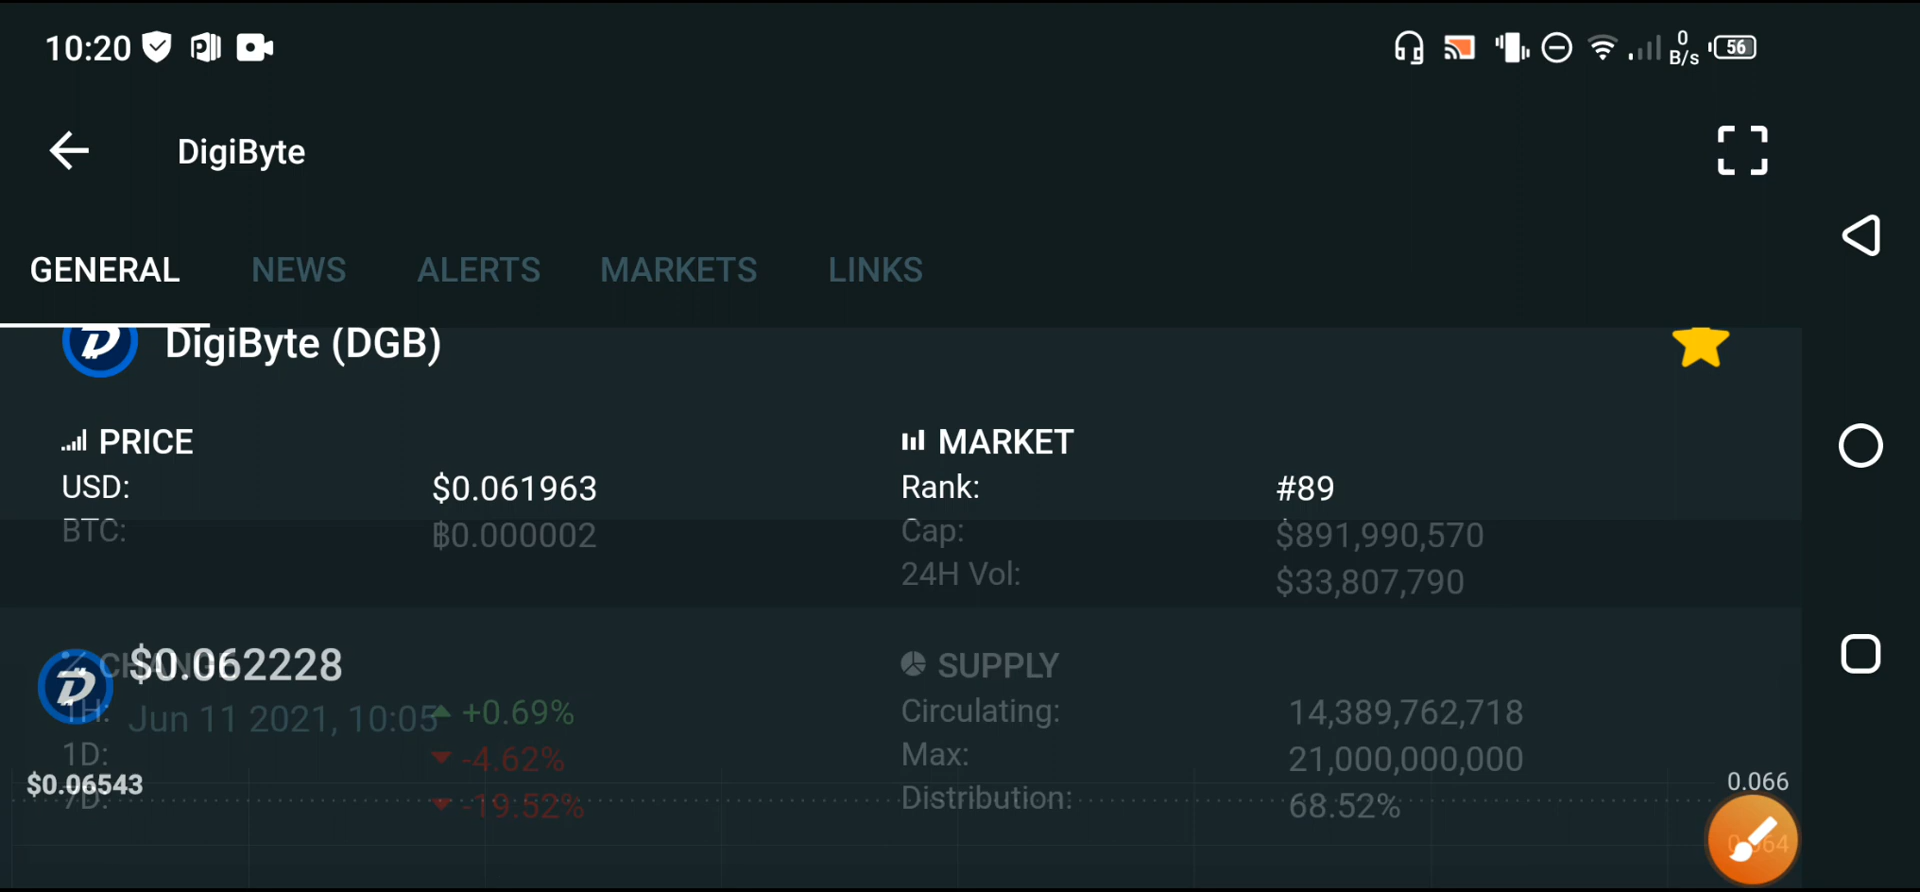 10:20
0 B/s 56
DigiByte
GENERAL NEWS ALERTS MARKETS LINKS
DigiByte (DGB)
PRICE MARKET
USD: $0.061963 Rank: #89
BTC: ฿0.000002 Cap: $891,990,570
24H Vol: $33,807,790
$0.062228 SUPPLY
1H: Jun 11 2021, 10:05 +0.69% Circulating: 14,389,762,718
1D: -4.62% Max: 21,000,000,000
$0.06543 0.066
7D: -19.52% Distribution: 68.52%